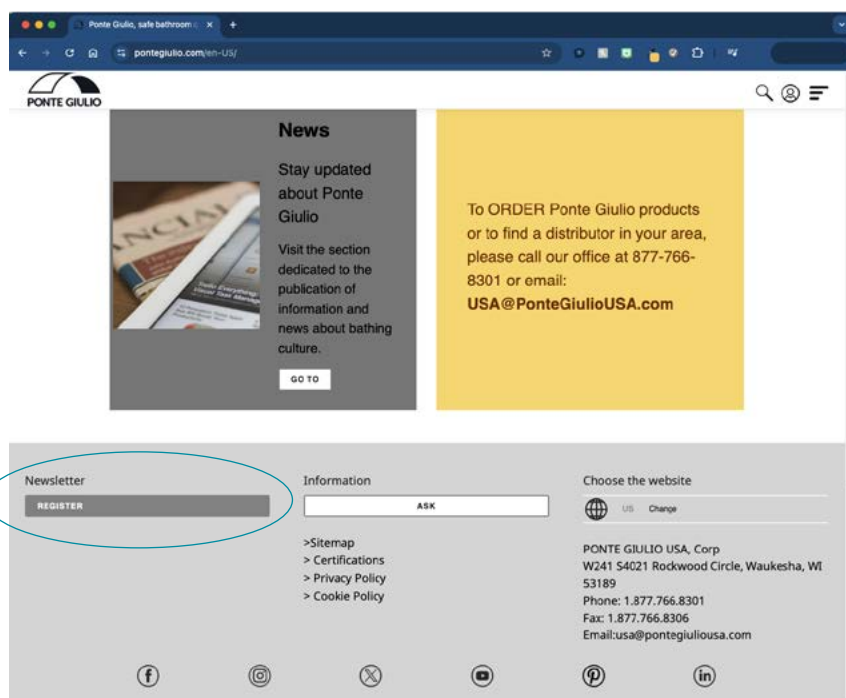 Ponte Giulio, safe bathroom
pontegiulio.com/en-US/
PONTE GIULIO
News
Stay updated
about Ponte
Giulio
Visit the section
dedicated to the
publication of
information and
news about bathing
culture.
GO TO
To ORDER Ponte Giulio products
or to find a distributor in your area,
please call our office at 877-766-
8301 or email:
USA@PonteGiulioUSA.com
Newsletter
REGISTER
Information
ASK
>Sitemap
> Certifications
> Privacy Policy
> Cookie Policy
Choose the website
US Change
PONTE GIULIO USA, Corp
W241 S4021 Rockwood Circle, Waukesha, WI
53189
Phone: 1.877.766.8301
Fax: 1.877.766.8306
Email:usa@pontegiuliousa.com